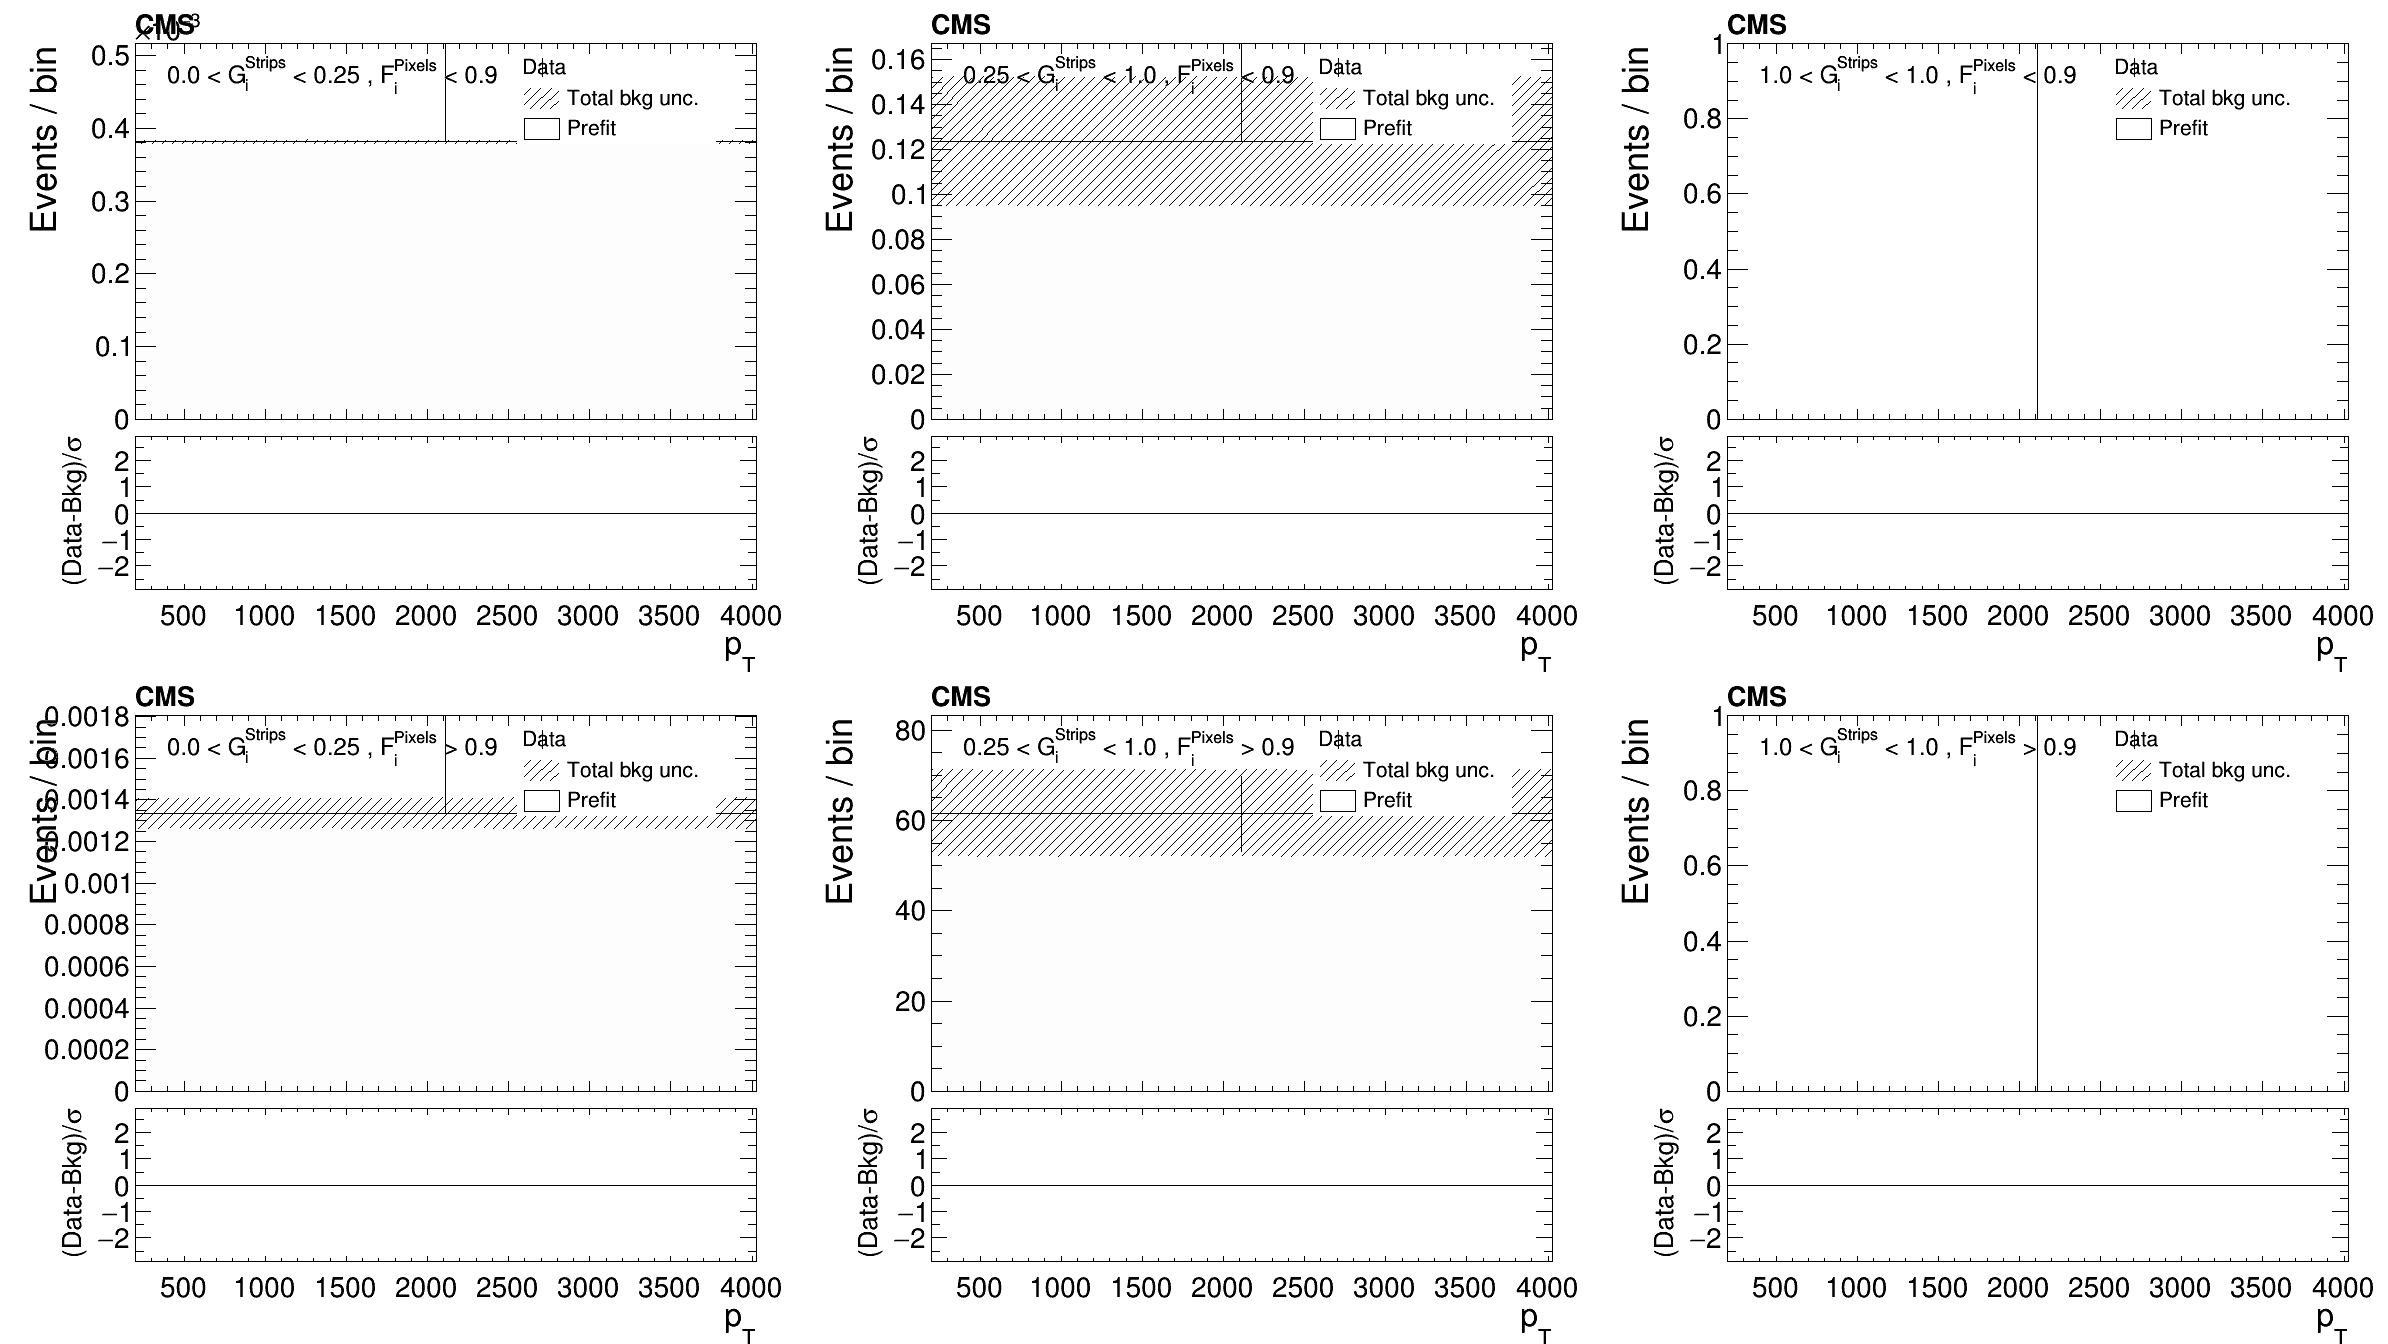 CMS
×10⁻³
Events / bin
0.0 < G_i^Strips < 0.25 , F_i^Pixels < 0.9
Data
Total bkg unc.
Prefit
0.5
0.4
0.3
0.2
0.1
0
(Data-Bkg)/σ
2
1
0
−1
−2
500 1000 1500 2000 2500 3000 3500 4000
p_T
CMS
Events / bin
0.25 < G_i^Strips < 1.0 , F_i^Pixels < 0.9
Data
Total bkg unc.
Prefit
0.16
0.14
0.12
0.1
0.08
0.06
0.04
0.02
0
(Data-Bkg)/σ
2
1
0
−1
−2
500 1000 1500 2000 2500 3000 3500 4000
p_T
CMS
Events / bin
1.0 < G_i^Strips < 1.0 , F_i^Pixels < 0.9
Data
Total bkg unc.
Prefit
1
0.8
0.6
0.4
0.2
0
(Data-Bkg)/σ
2
1
0
−1
−2
500 1000 1500 2000 2500 3000 3500 4000
p_T
CMS
Events / bin
0.0 < G_i^Strips < 0.25 , F_i^Pixels > 0.9
Data
Total bkg unc.
Prefit
0.0018
0.0016
0.0014
0.0012
0.001
0.0008
0.0006
0.0004
0.0002
0
(Data-Bkg)/σ
2
1
0
−1
−2
500 1000 1500 2000 2500 3000 3500 4000
p_T
CMS
Events / bin
0.25 < G_i^Strips < 1.0 , F_i^Pixels > 0.9
Data
Total bkg unc.
Prefit
80
60
40
20
0
(Data-Bkg)/σ
2
1
0
−1
−2
500 1000 1500 2000 2500 3000 3500 4000
p_T
CMS
Events / bin
1.0 < G_i^Strips < 1.0 , F_i^Pixels > 0.9
Data
Total bkg unc.
Prefit
1
0.8
0.6
0.4
0.2
0
(Data-Bkg)/σ
2
1
0
−1
−2
500 1000 1500 2000 2500 3000 3500 4000
p_T